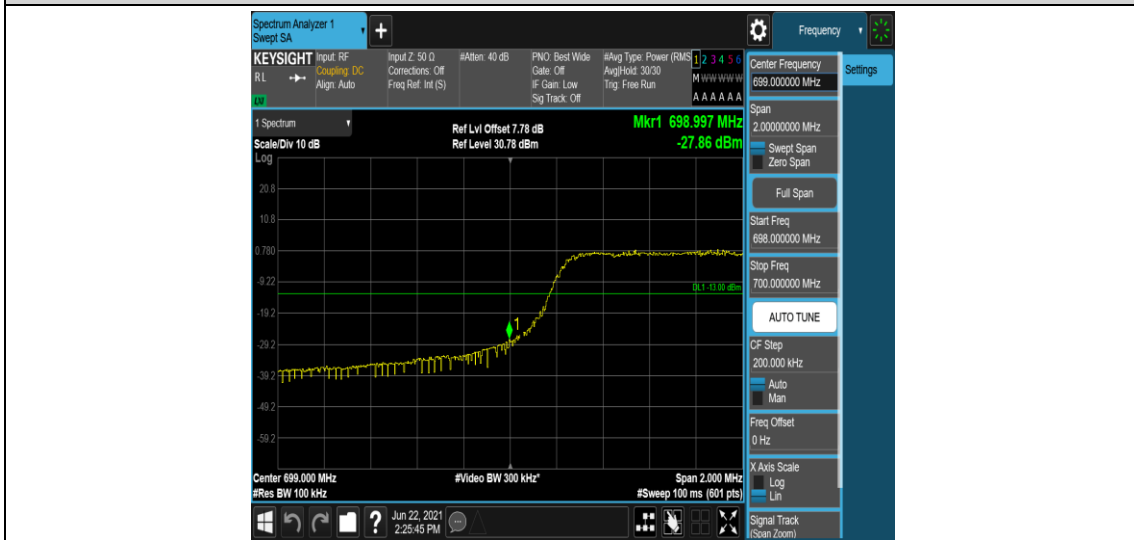 Spectrum Analyzer 1
Swept SA
+
Frequency
KEYSIGHT
RL
LXI
Input: RF
Coupling: DC
Align: Auto
Input Z: 50 Ω
Corrections: Off
Freq Ref: Int (S)
#Atten: 40 dB
PNO: Best Wide
Gate: Off
IF Gain: Low
Sig Track: Off
#Avg Type: Power (RMS
Avg|Hold: 30/30
Trig: Free Run
1 2 3 4 5 6
M W W W W W
A A A A A A
Center Frequency
699.000000 MHz
Settings
1 Spectrum
Ref Lvl Offset 7.78 dB
Mkr1 698.997 MHz
Scale/Div 10 dB
Ref Level 30.78 dBm
-27.86 dBm
Log
20.8
10.8
0.780
-9.22
-19.2
-29.2
-39.2
-49.2
-59.2
DL1 -13.00 dBm
1
Center 699.000 MHz
#Video BW 300 kHz*
Span 2.000 MHz
#Res BW 100 kHz
#Sweep 100 ms (601 pts)
Span
2.00000000 MHz
Swept Span
Zero Span
Full Span
Start Freq
698.000000 MHz
Stop Freq
700.000000 MHz
AUTO TUNE
CF Step
200.000 kHz
Auto
Man
Freq Offset
0 Hz
X Axis Scale
Log
Lin
Signal Track
(Span Zoom)
?
Jun 22, 2021
2:25:45 PM